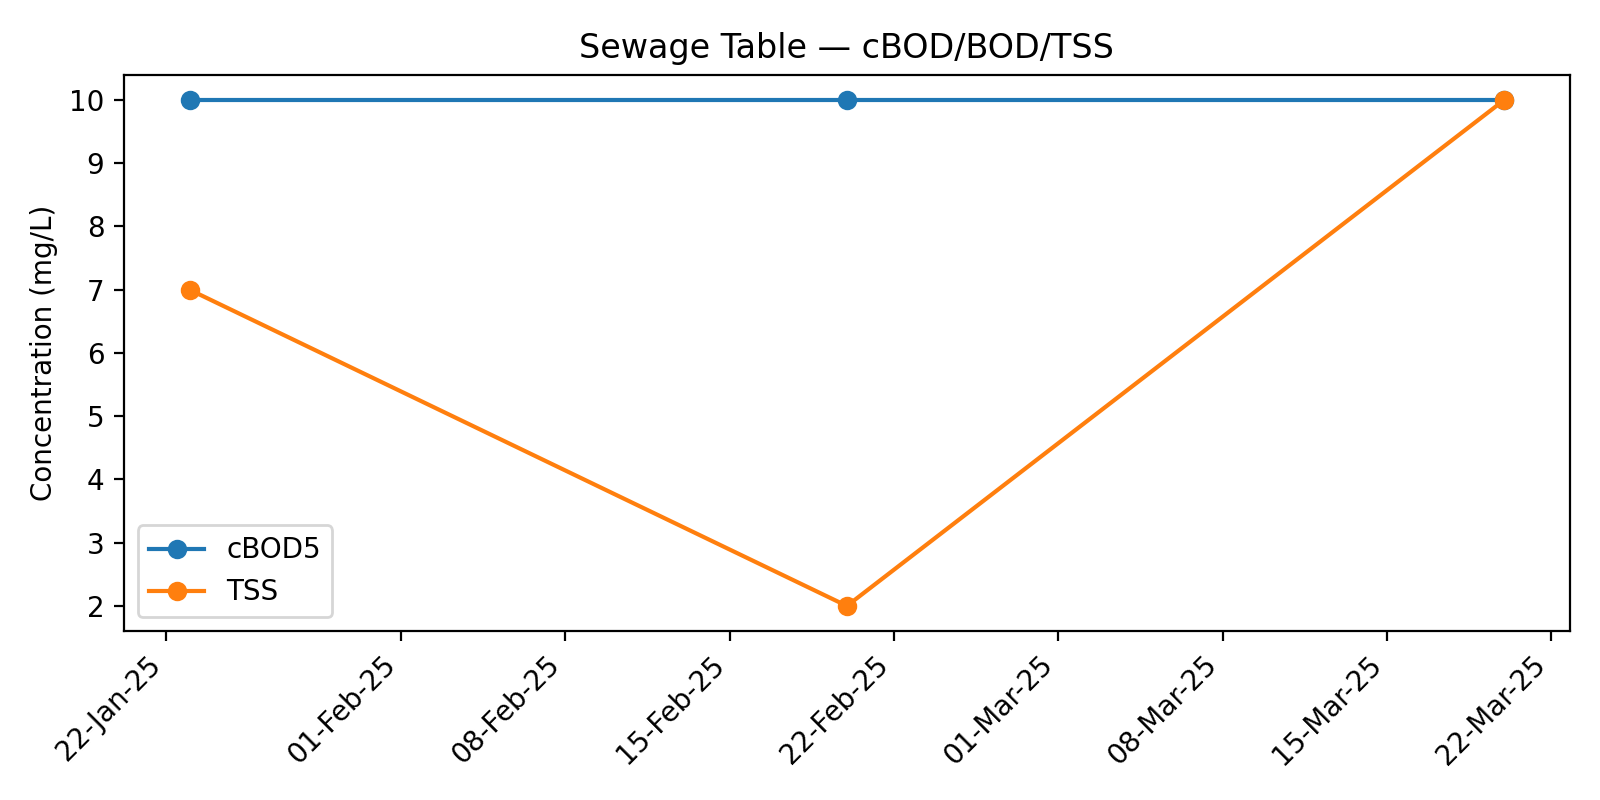 Sewage Table — cBOD/BOD/TSS
Concentration (mg/L)
10
9
8
7
6
5
4
3
2
cBOD5
TSS
22-Jan-25
01-Feb-25
08-Feb-25
15-Feb-25
22-Feb-25
01-Mar-25
08-Mar-25
15-Mar-25
22-Mar-25